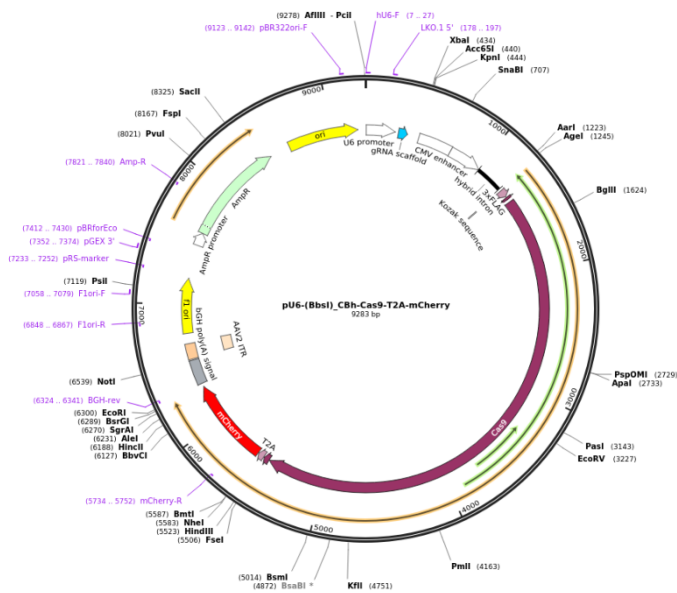 (9278) AflIII - PciI
hU6-F (7 .. 27)
(9123 .. 9142) pBR322ori-F
LKO.1 5' (178 .. 197)
XbaI (434)
Acc65I (440)
KpnI (444)
SnaBI (707)
(8325) SacII
(8167) FspI
(8021) PvuI
(7821 .. 7840) Amp-R
AarI (1223)
AgeI (1245)
BglII (1624)
(7412 .. 7430) pBRforEco
(7352 .. 7374) pGEX 3'
(7233 .. 7252) pRS-marker
(7119) PsiI
(7058 .. 7079) F1ori-F
(6848 .. 6867) F1ori-R
(6539) NotI
(6324 .. 6341) BGH-rev
(6300) EcoRI
(6289) BsrGI
(6270) SgrAI
(6231) AleI
(6188) HincII
(6127) BbvCI
(5734 .. 5752) mCherry-R
(5587) BmtI
(5583) NheI
(5523) HindIII
(5506) FseI
(5014) BsmI
(4872) BsaBI *
KflI (4751)
PmlI (4163)
PspOMI (2729)
ApaI (2733)
PasI (3143)
EcoRV (3227)
1000
2000
3000
4000
5000
6000
7000
8000
9000
ori
U6 promoter
gRNA scaffold
CMV enhancer
hybrid intron
3xFLAG
Kozak sequence
AmpR
AmpR promoter
f1 ori
AAV2 ITR
bGH poly(A) signal
mCherry
T2A
Cas9
pU6-(BbsI)_CBh-Cas9-T2A-mCherry
9283 bp